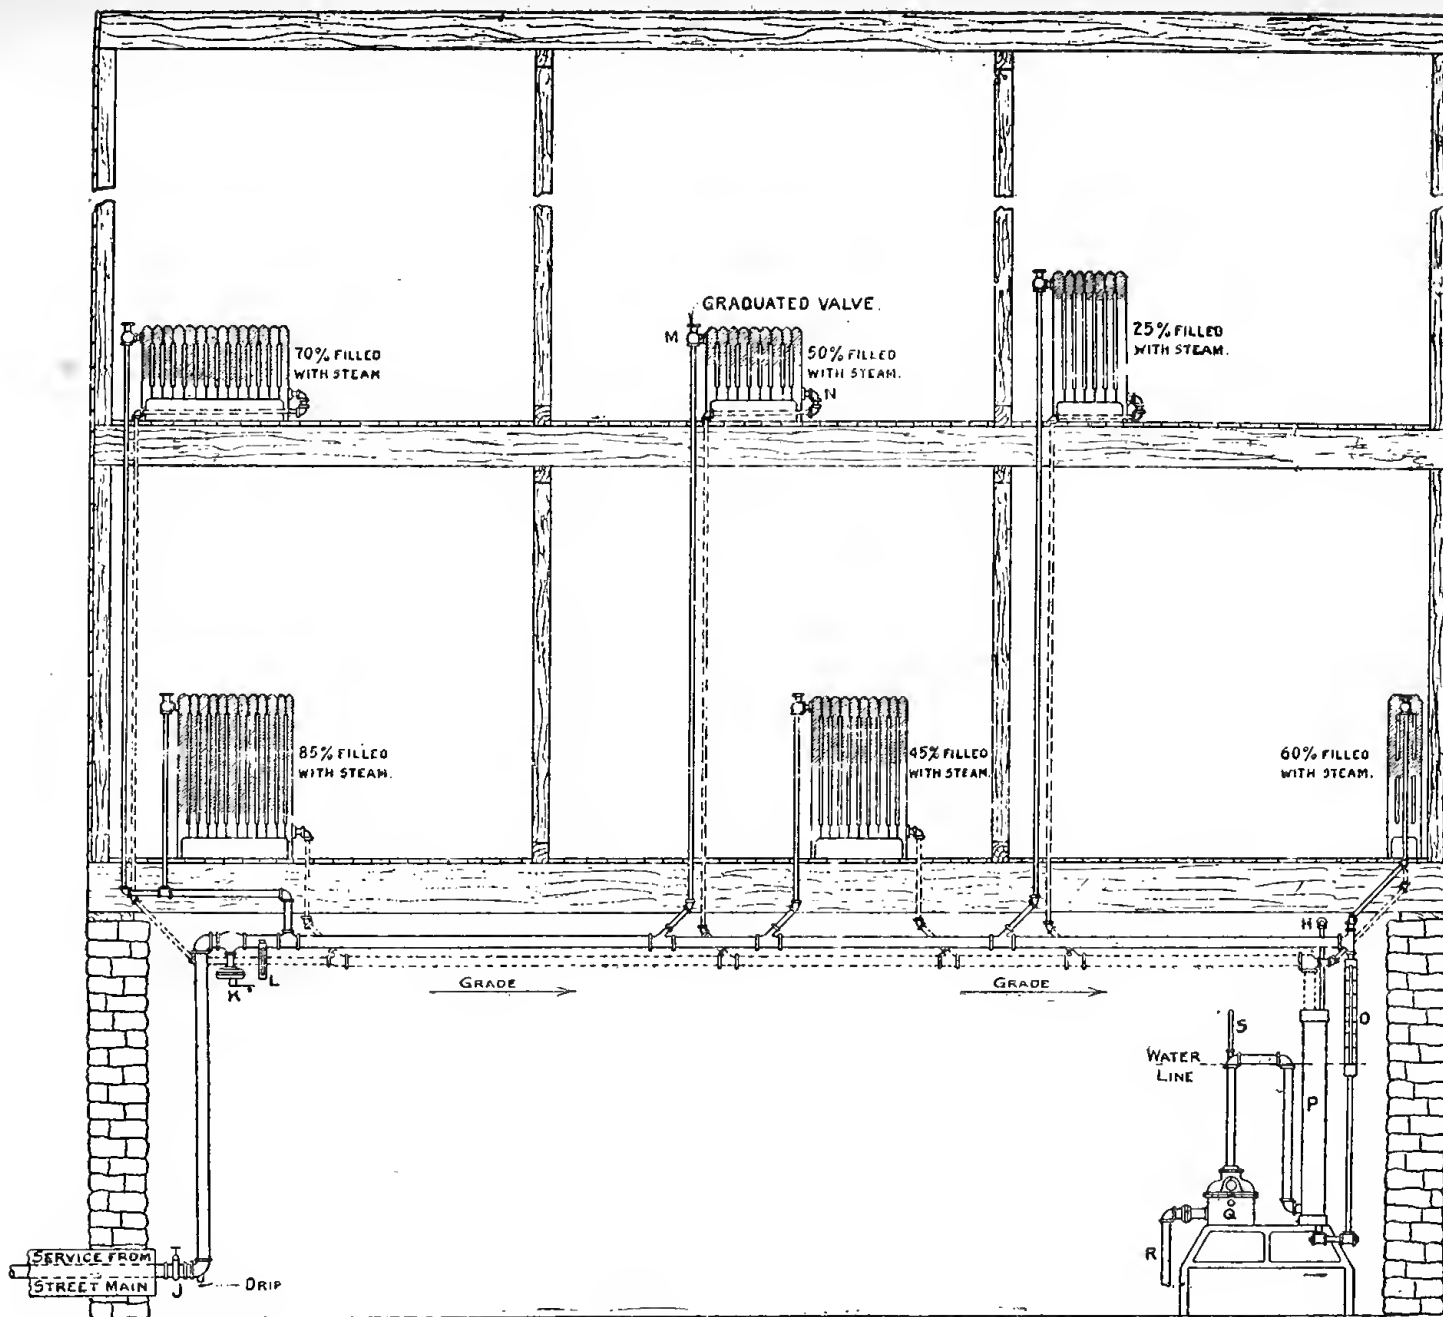 GRADUATED VALVE.
M
25% FILLED
WITH STEAM.
70% FILLED
WITH STEAM
50% FILLED
WITH STEAM.
N
85% FILLED
WITH STEAM.
45% FILLED
WITH STEAM.
60% FILLED
WITH STEAM.
H
L
K
GRADE
GRADE
O
S
WATER
LINE
P
Q
R
SERVICE FROM
STREET MAIN
J
DRIP